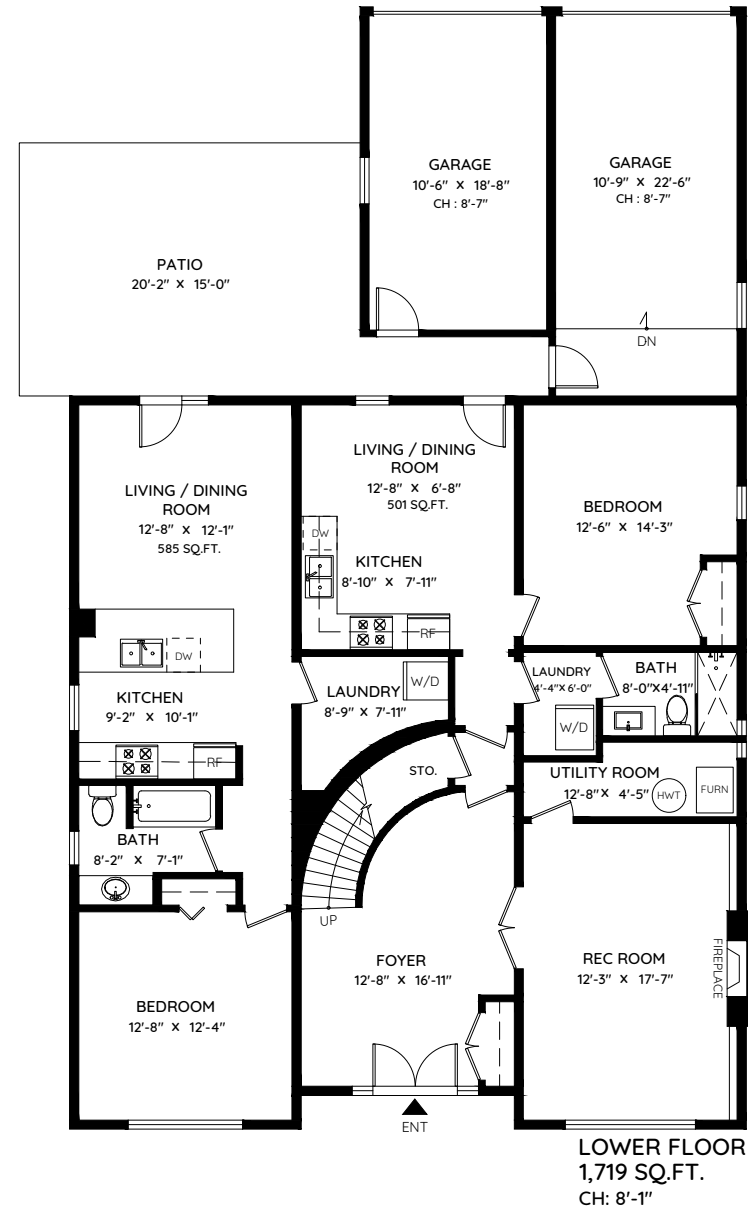 GARAGE
10'-6" X 18'-8"
CH : 8'-7"
GARAGE
10'-9" X 22'-6"
CH : 8'-7"
PATIO
20'-2" X 15'-0"
DN
LIVING / DINING
ROOM
12'-8" X 12'-1"
585 SQ.FT.
LIVING / DINING
ROOM
12'-8" X 6'-8"
501 SQ.FT.
BEDROOM
12'-6" X 14'-3"
DW
KITCHEN
8'-10" X 7'-11"
RF
DW
KITCHEN
9'-2" X 10'-1"
RF
LAUNDRY
8'-9" X 7'-11"
W/D
LAUNDRY
4'-4"X 6'-0"
W/D
BATH
8'-0"X4'-11"
STO.
UTILITY ROOM
12'-8"X 4'-5"
HWT
FURN
BATH
8'-2" X 7'-1"
UP
FOYER
12'-8" X 16'-11"
REC ROOM
12'-3" X 17'-7"
FIREPLACE
BEDROOM
12'-8" X 12'-4"
ENT
LOWER FLOOR
1,719 SQ.FT.
CH: 8'-1"